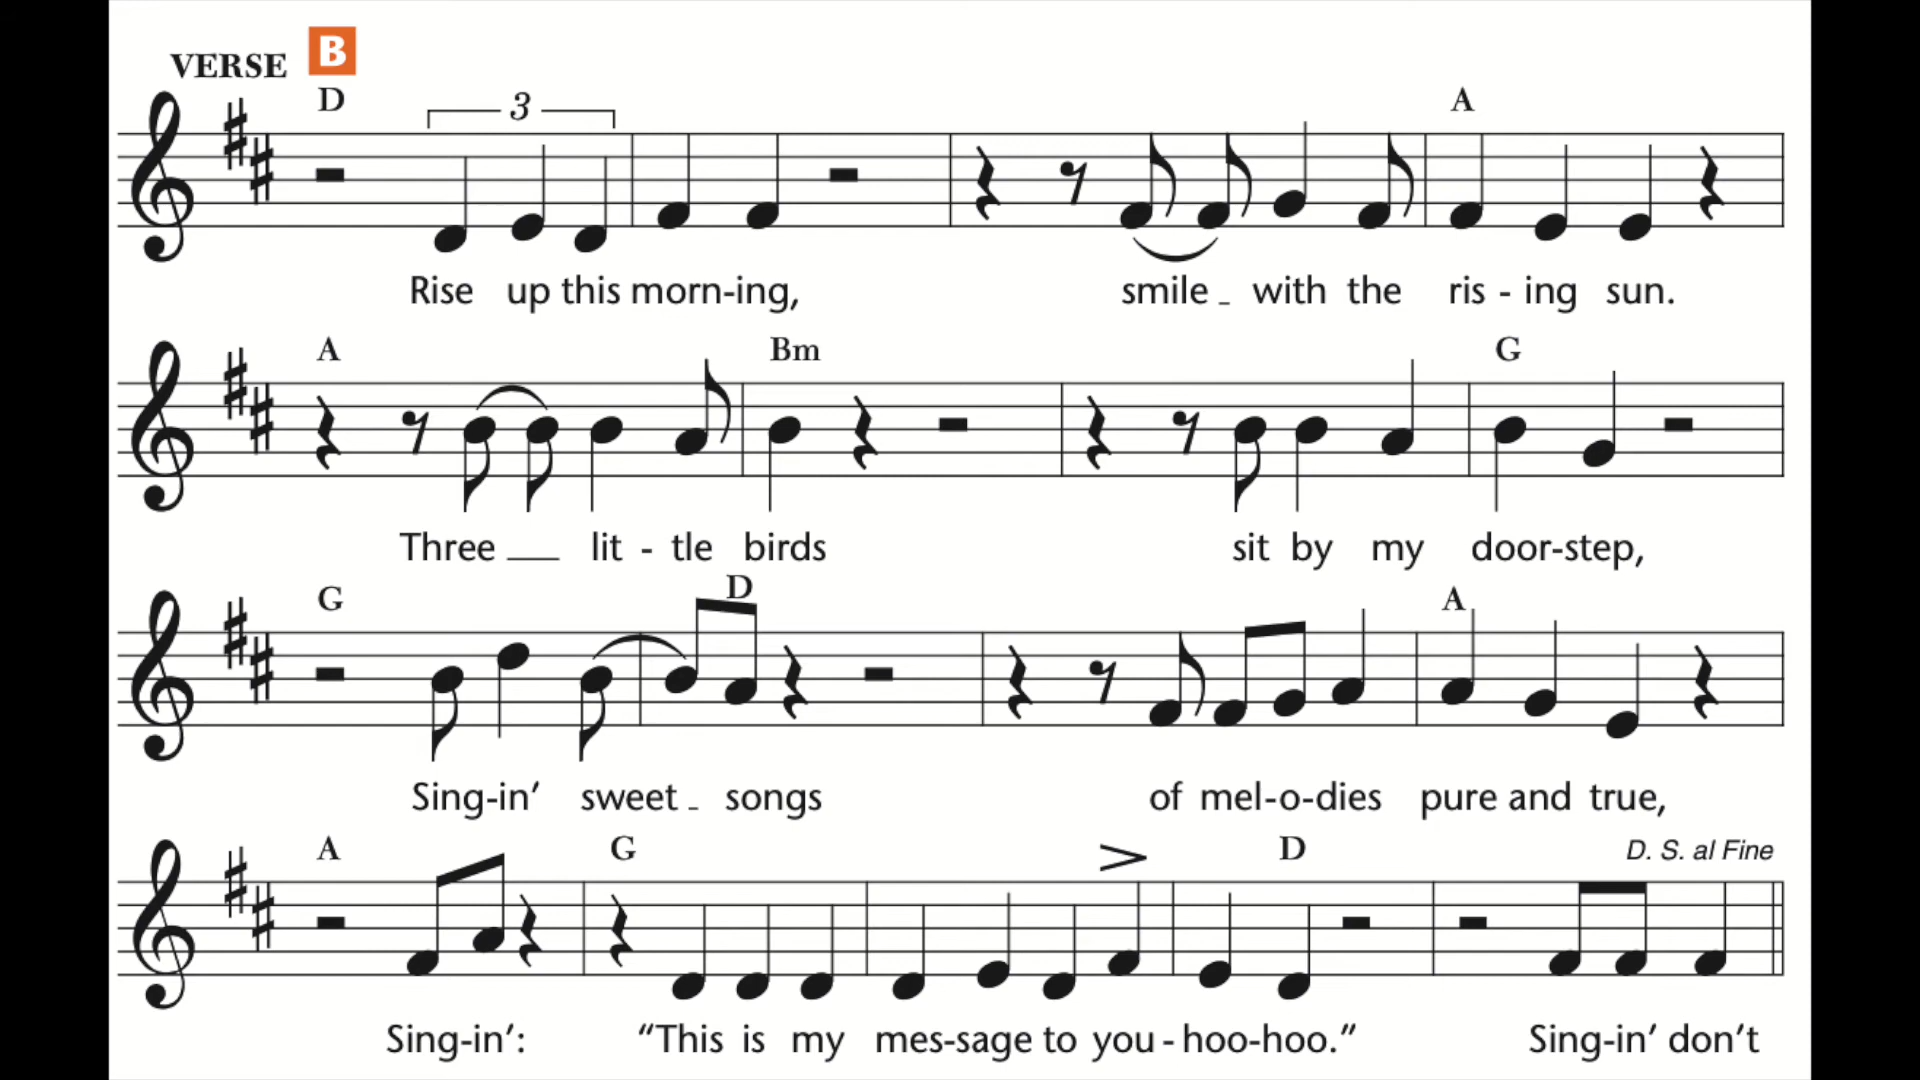 VERSE B
D 3 A
Rise up this morn-ing, smile with the ris - ing sun.
A Bm G
Three lit - tle birds sit by my door-step,
G D A
Sing-in’ sweet songs of mel-o-dies pure and true,
A G D D. S. al Fine
Sing-in’: “This is my mes-sage to you - hoo-hoo.” Sing-in’ don’t